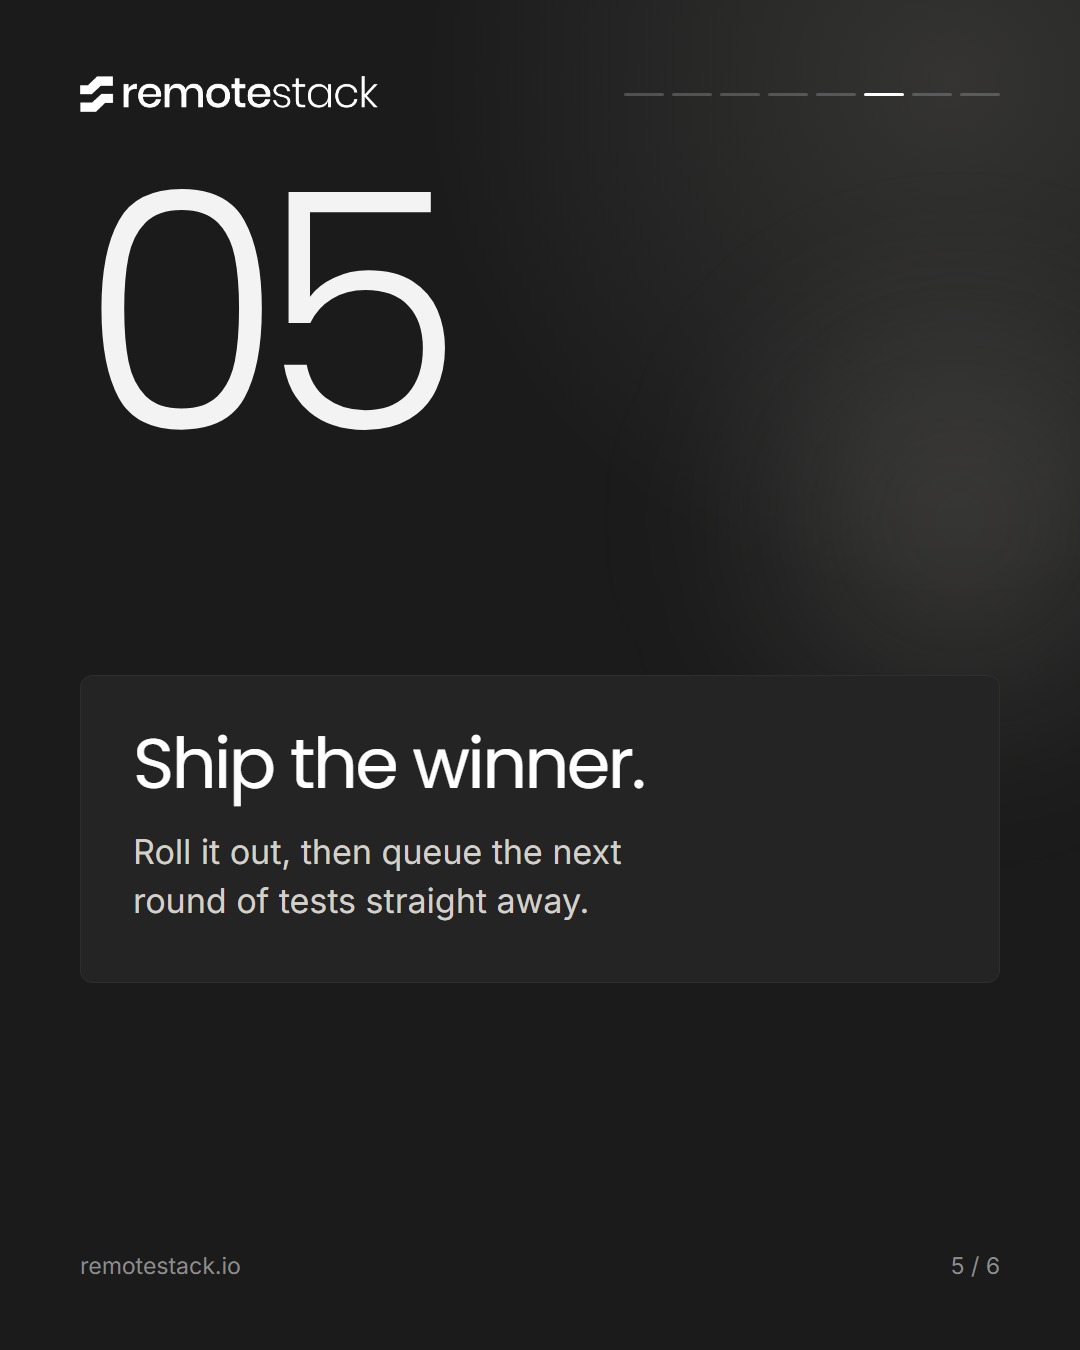 remotestack
05
Ship the winner.
Roll it out, then queue the next
round of tests straight away.
remotestack.io
5 / 6